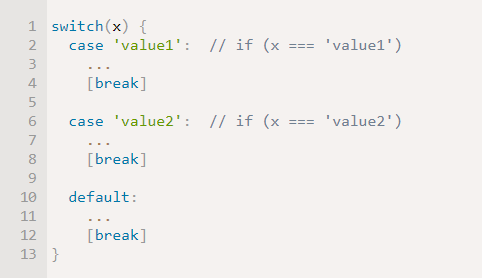 1 switch(x) {
2   case 'value1':  // if (x === 'value1')
3     ...
4     [break]
5
6   case 'value2':  // if (x === 'value2')
7     ...
8     [break]
9
10   default:
11     ...
12     [break]
13 }